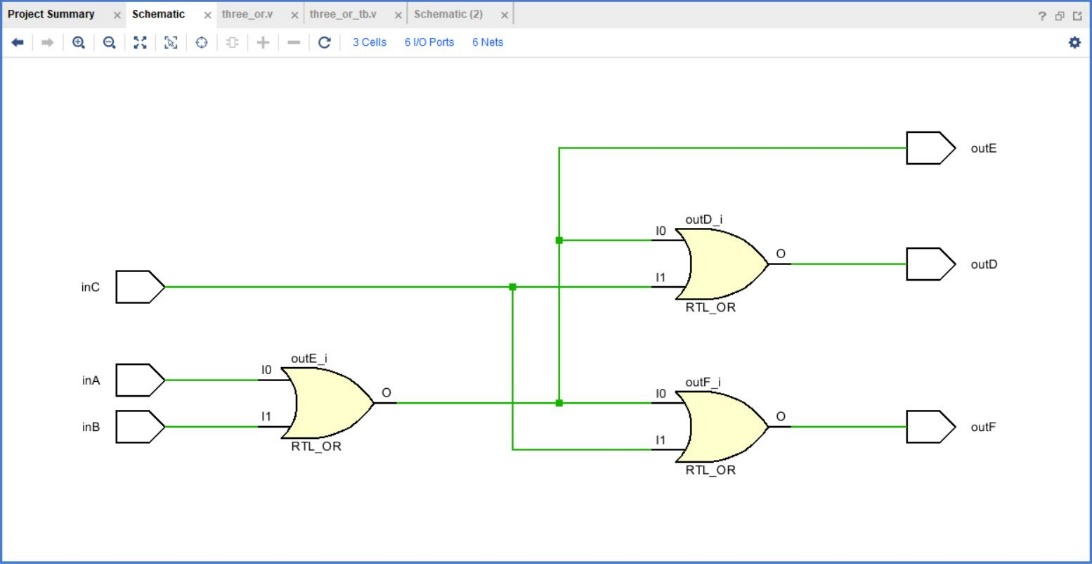 Project Summary × Schematic × three_or.v × three_or_tb.v × Schematic (2) × ?
3 Cells 6 I/O Ports 6 Nets
outE
outD_i
I0
O
outD
I1
inC
RTL_OR
outE_i
I0
inA
O
I1
inB
RTL_OR
outF_i
I0
O
outF
I1
RTL_OR